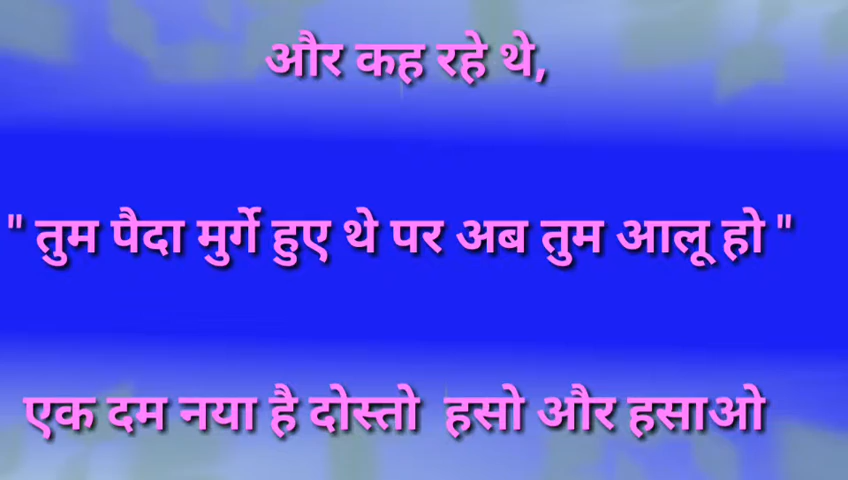 और कह रहे थे,
" तुम पैदा मुर्गे हुए थे पर अब तुम आलू हो "
एक दम नया है दोस्तो हसो और हसाओ